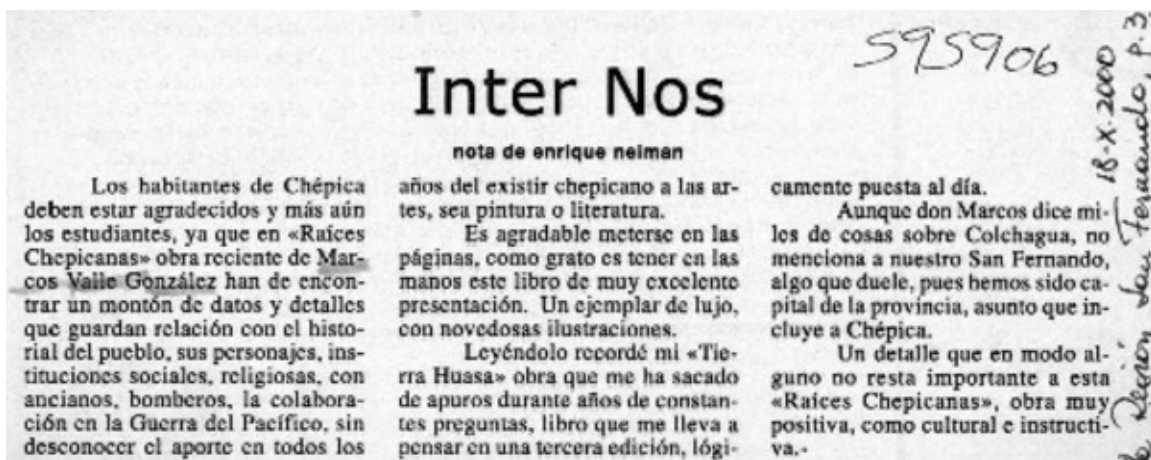 595906
Inter Nos
nota de enrique neiman
Los habitantes de Chépica
deben estar agradecidos y más aún
los estudiantes, ya que en «Raíces
Chepicanas» obra reciente de Mar-
cos Valle González han de encon-
trar un montón de datos y detalles
que guardan relación con el histo-
rial del pueblo, sus personajes, ins-
tituciones sociales, religiosas, con
ancianos, bomberos, la colabora-
ción en la Guerra del Pacífico, sin
desconocer el aporte en todos los
años del existir chepicano a las ar-
tes, sea pintura o literatura.
Es agradable meterse en las
páginas, como grato es tener en las
manos este libro de muy excelente
presentación. Un ejemplar de lujo,
con novedosas ilustraciones.
Leyéndolo recordé mi «Tie-
rra Huasa» obra que me ha sacado
de apuros durante años de constan-
tes preguntas, libro que me lleva a
pensar en una tercera edición, lógi-
camente puesta al día.
Aunque don Marcos dice mi-
les de cosas sobre Colchagua, no
menciona a nuestro San Fernando,
algo que duele, pues hemos sido ca-
pital de la provincia, asunto que in-
cluye a Chépica.
Un detalle que en modo al-
guno no resta importante a esta
«Raíces Chepicanas», obra muy
positiva, como cultural e instructi-
va.-
La Región San Fernando, p.3
18-X-2000